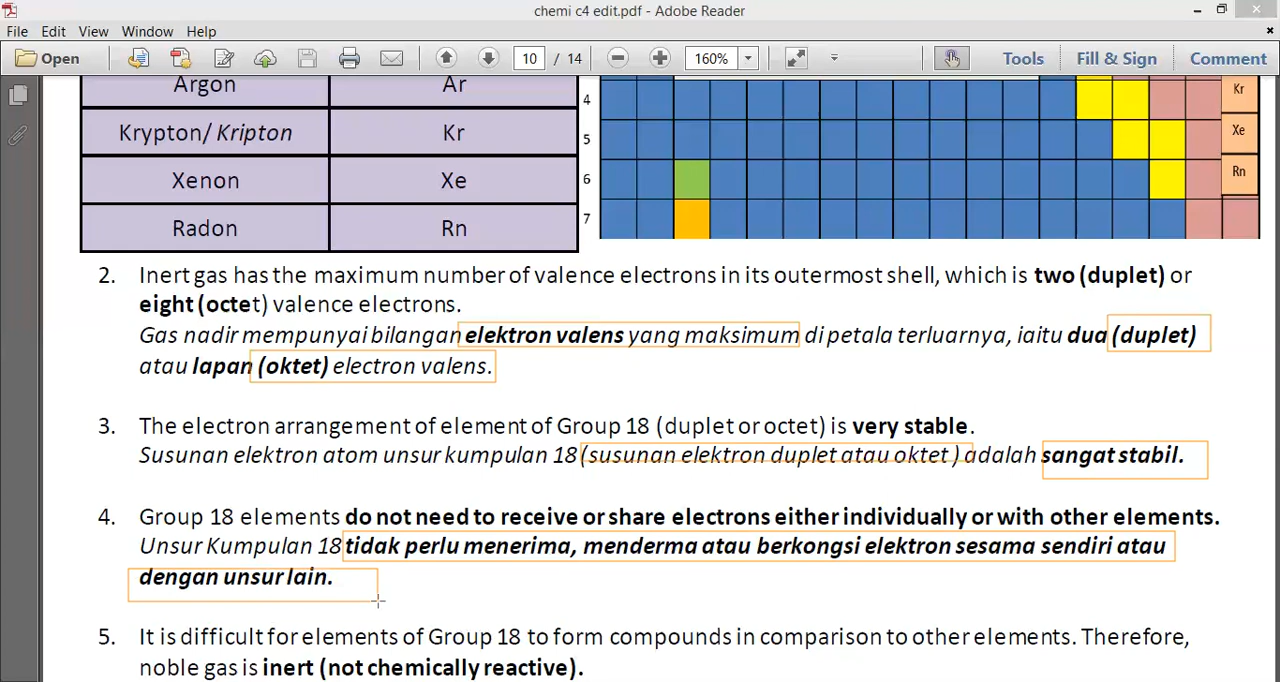 chemi c4 edit.pdf - Adobe Reader
File Edit View Window Help
Open 10 / 14 160% Tools Fill & Sign Comment
Argon Ar
Krypton/ Kripton Kr
Xenon Xe
Radon Rn
4 Kr
5 Xe
6 Rn
7
2. Inert gas has the maximum number of valence electrons in its outermost shell, which is two (duplet) or
eight (octet) valence electrons.
Gas nadir mempunyai bilangan elektron valens yang maksimum di petala terluarnya, iaitu dua (duplet)
atau lapan (oktet) electron valens.
3. The electron arrangement of element of Group 18 (duplet or octet) is very stable.
Susunan elektron atom unsur kumpulan 18 (susunan elektron duplet atau oktet ) adalah sangat stabil.
4. Group 18 elements do not need to receive or share electrons either individually or with other elements.
Unsur Kumpulan 18 tidak perlu menerima, menderma atau berkongsi elektron sesama sendiri atau
dengan unsur lain.
5. It is difficult for elements of Group 18 to form compounds in comparison to other elements. Therefore,
noble gas is inert (not chemically reactive).